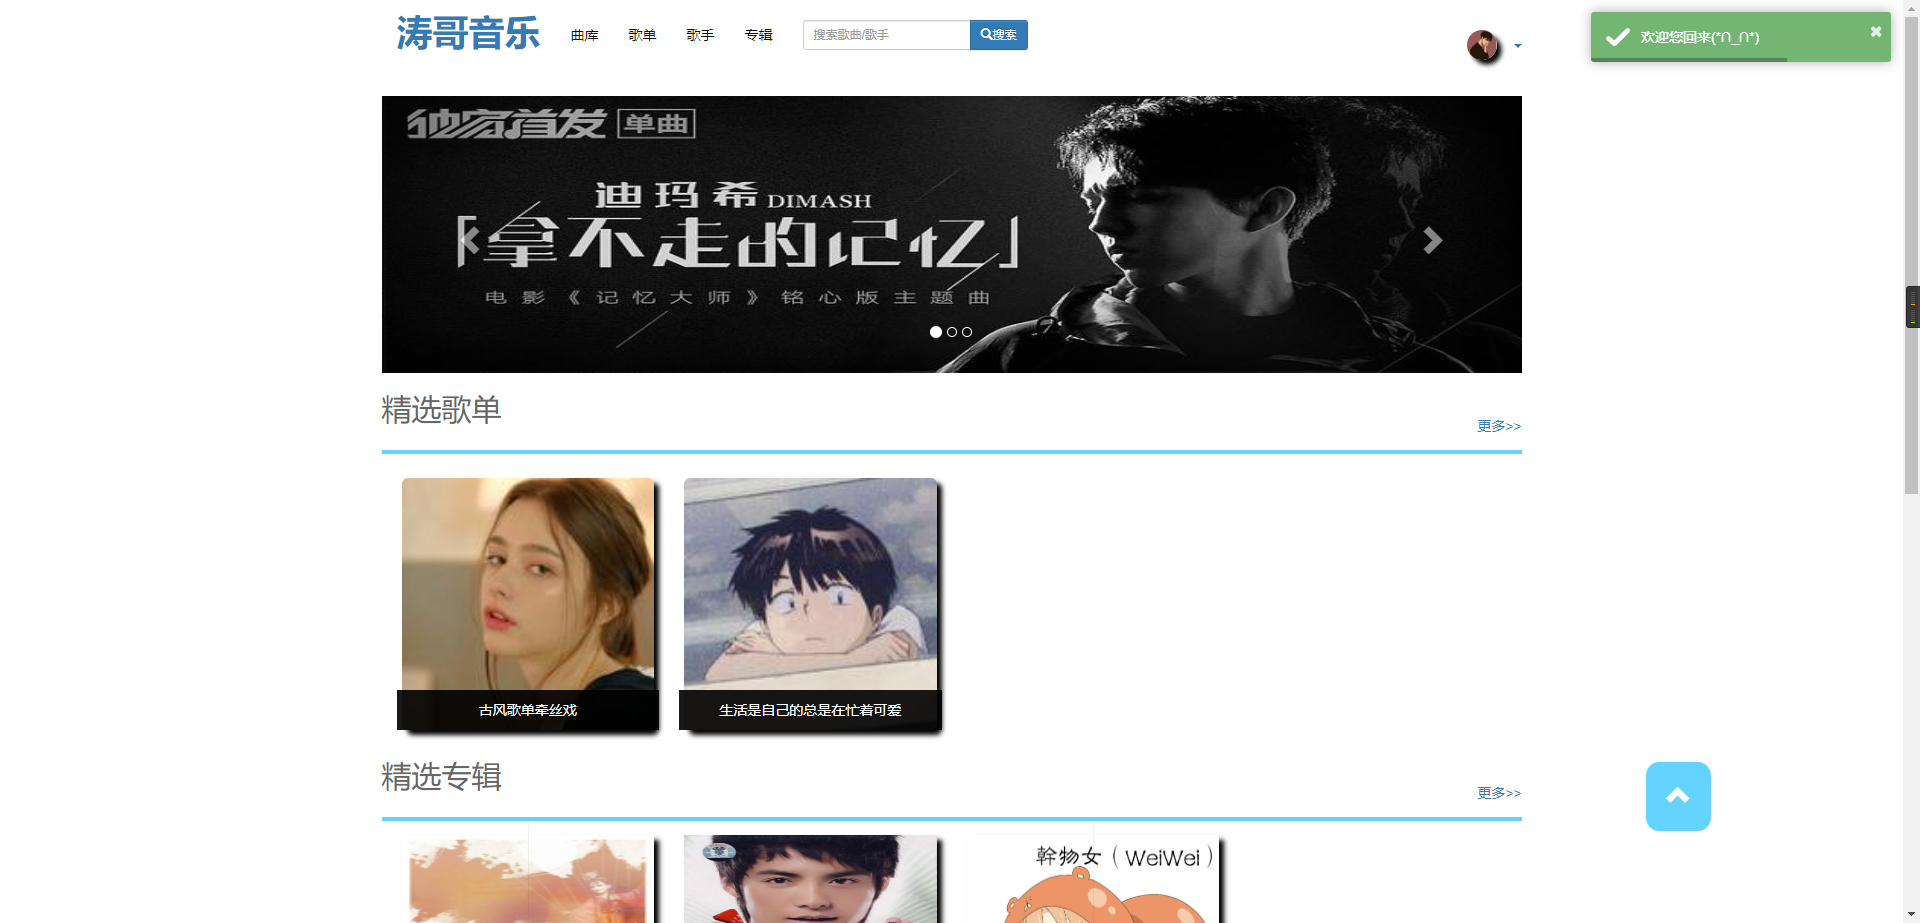 涛哥音乐
曲库
歌单
歌手
专辑
搜索歌曲/歌手
搜索
欢迎您回来(*∩_∩*)
独家首发 单曲
迪玛希 DIMASH
「拿不走的记忆」
电影《记忆大师》铭心版主题曲
精选歌单
更多>>
古风歌单牵丝戏
生活是自己的总是在忙着可爱
精选专辑
更多>>
幹物女(WeiWei)